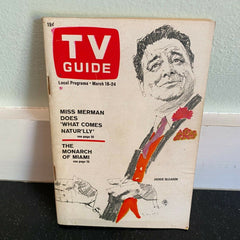 15¢
TV
GUIDE
Local Programs • March 18-24
MISS MERMAN
DOES
'WHAT COMES
NATUR'LLY'
see page 16
THE
MONARCH
OF MIAMI
see page 18
JACKIE GLEASON